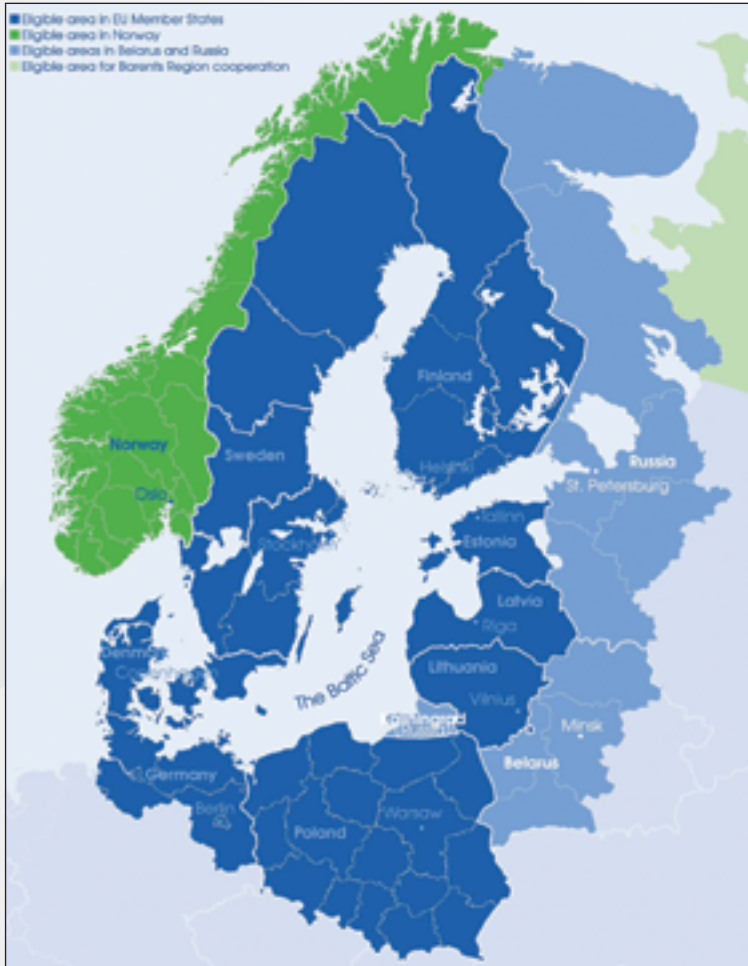 Eligible area in EU Member States
Eligible area in Norway
Eligible areas in Belarus and Russia
Eligible area for Barents Region cooperation
Finland
Norway
Sweden
Helsinki
Russia
Oslo
St. Petersburg
Tallinn
Stockholm
Estonia
Latvia
Riga
Denmark
Copenhagen
The Baltic Sea
Lithuania
Vilnius
Kaliningrad
Minsk
Belarus
Germany
Berlin
Warsaw
Poland